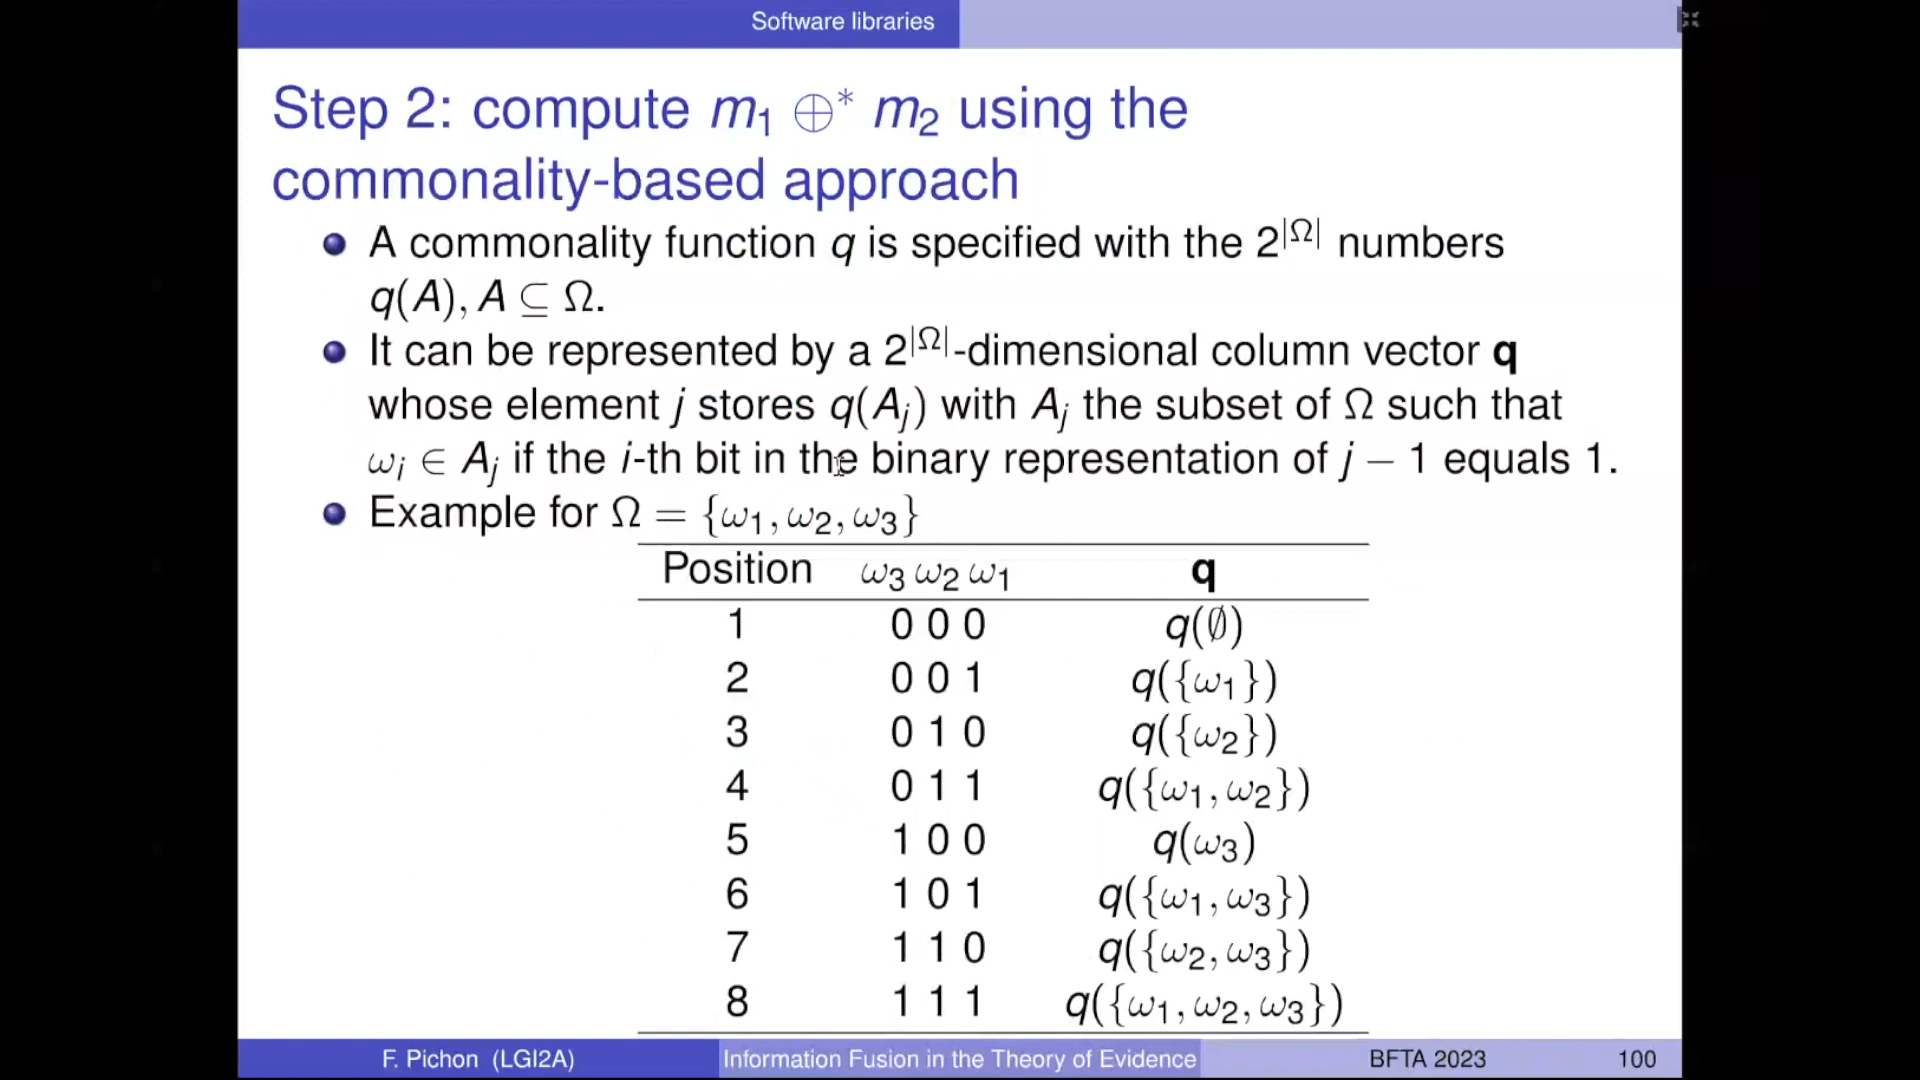 Software libraries
Step 2: compute m₁ ⊕* m₂ using the
commonality-based approach
A commonality function q is specified with the 2^|Ω| numbers
q(A), A ⊆ Ω.
It can be represented by a 2^|Ω|-dimensional column vector q
whose element j stores q(Aⱼ) with Aⱼ the subset of Ω such that
ωᵢ ∈ Aⱼ if the i-th bit in the binary representation of j − 1 equals 1.
Example for Ω = {ω₁, ω₂, ω₃}
Position ω₃ ω₂ ω₁ q
1 0 0 0 q(∅)
2 0 0 1 q({ω₁})
3 0 1 0 q({ω₂})
4 0 1 1 q({ω₁, ω₂})
5 1 0 0 q(ω₃)
6 1 0 1 q({ω₁, ω₃})
7 1 1 0 q({ω₂, ω₃})
8 1 1 1 q({ω₁, ω₂, ω₃})
F. Pichon (LGI2A) Information Fusion in the Theory of Evidence BFTA 2023 100